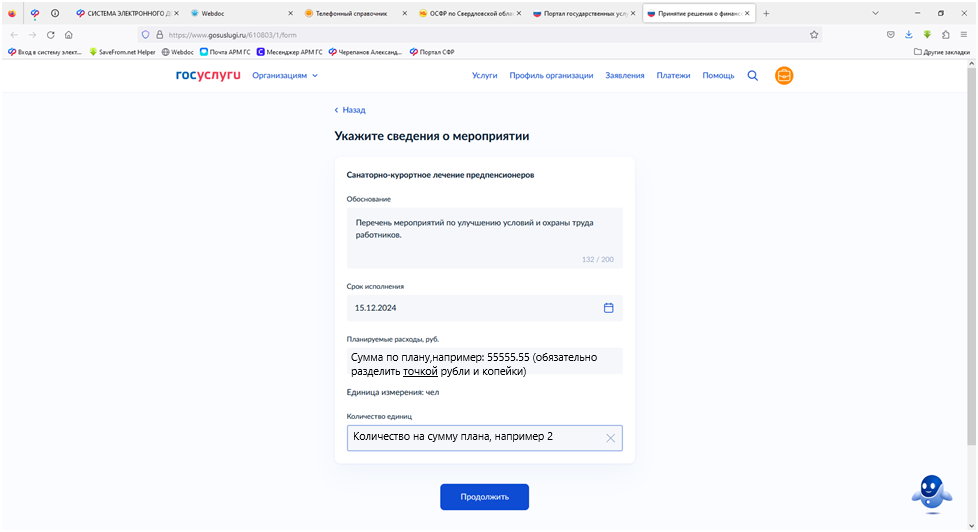 СИСТЕМА ЭЛЕКТРОННОГО Д
Webdoc
Телефонный справочник
ОСФР по Свердловской обла
Портал государственных услу
Принятие решения о финанс
https://www.gosuslugi.ru/610803/1/form
Вход в систему элект...
SaveFrom.net Helper
Webdoc
Почта АРМ ГС
Месенджер АРМ ГС
Черепанов Александ...
Портал СФР
Другие закладки
госуслуги
Организациям
Услуги
Профиль организации
Заявления
Платежи
Помощь
Назад
Укажите сведения о мероприятии
Санаторно-курортное лечение предпенсионеров
Обоснование
Перечень мероприятий по улучшению условий и охраны труда
работников.
132 / 200
Срок исполнения
15.12.2024
Планируемые расходы, руб.
Сумма по плану,например: 55555.55 (обязательно
разделить точкой рубли и копейки)
Единица измерения: чел
Количество единиц
Количество на сумму плана, например 2
Продолжить